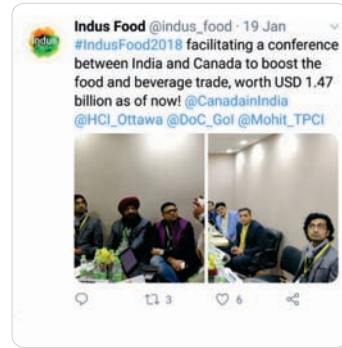 indus
Indus Food @indus_food · 19 Jan
#IndusFood2018 facilitating a conference
between India and Canada to boost the
food and beverage trade, worth USD 1.47
billion as of now! @CanadainIndia
@HCI_Ottawa @DoC_GoI @Mohit_TPCI
3 6